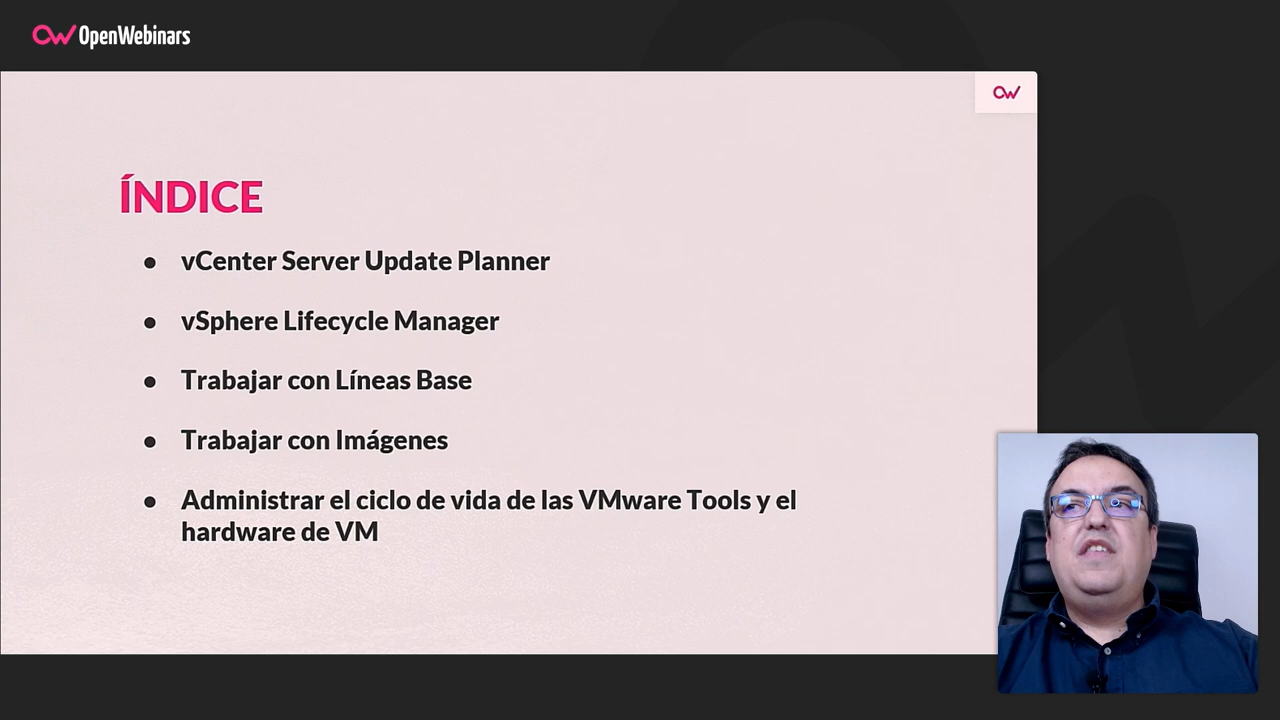 OpenWebinars
ÍNDICE
● vCenter Server Update Planner
● vSphere Lifecycle Manager
● Trabajar con Líneas Base
● Trabajar con Imágenes
● Administrar el ciclo de vida de las VMware Tools y el
hardware de VM